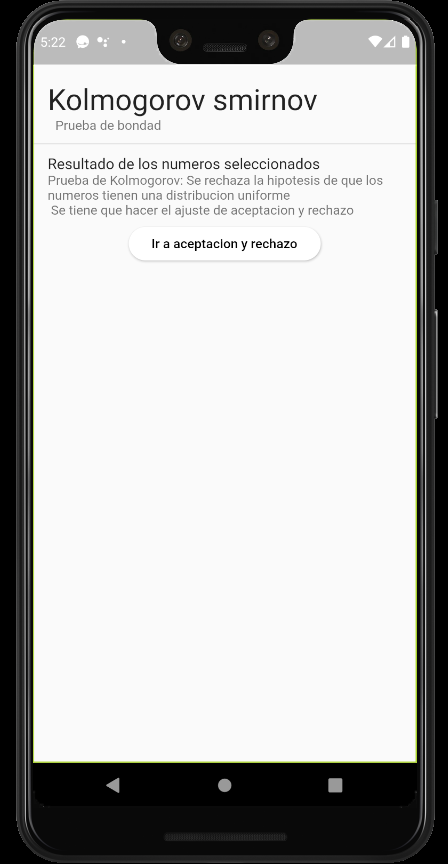 5:22
Kolmogorov smirnov
Prueba de bondad
Resultado de los numeros seleccionados
Prueba de Kolmogorov: Se rechaza la hipotesis de que los
numeros tienen una distribucion uniforme
Se tiene que hacer el ajuste de aceptacion y rechazo
Ir a aceptacion y rechazo